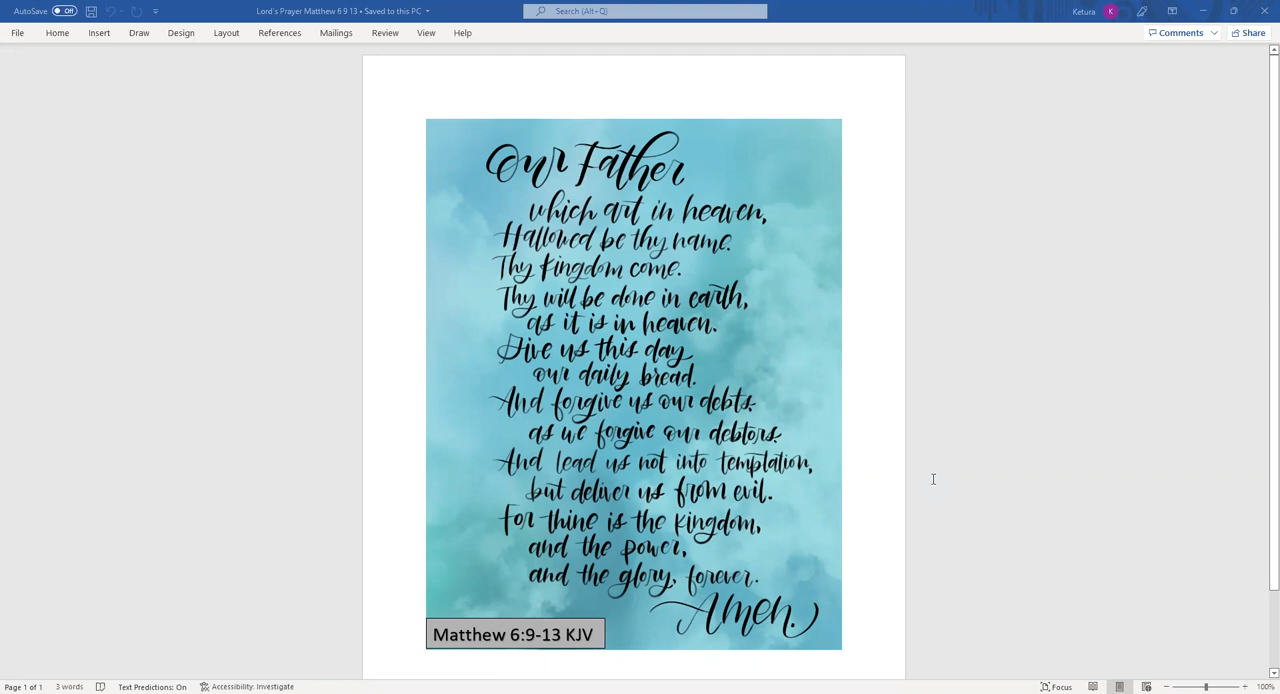 AutoSave Off Lord's Prayer Matthew 6 9 13 • Saved to this PC Search (Alt+Q) Ketura K
File Home Insert Draw Design Layout References Mailings Review View Help Comments Share
Our Father
which art in heaven,
Hallowed be thy name.
Thy kingdom come.
Thy will be done in earth,
as it is in heaven.
Give us this day
our daily bread.
And forgive us our debts.
as we forgive our debtors.
And lead us not into temptation,
but deliver us from evil.
For thine is the kingdom,
and the power,
and the glory, forever.
Amen.
Matthew 6:9-13 KJV
Page 1 of 1 3 words Text Predictions: On Accessibility: Investigate Focus 100%